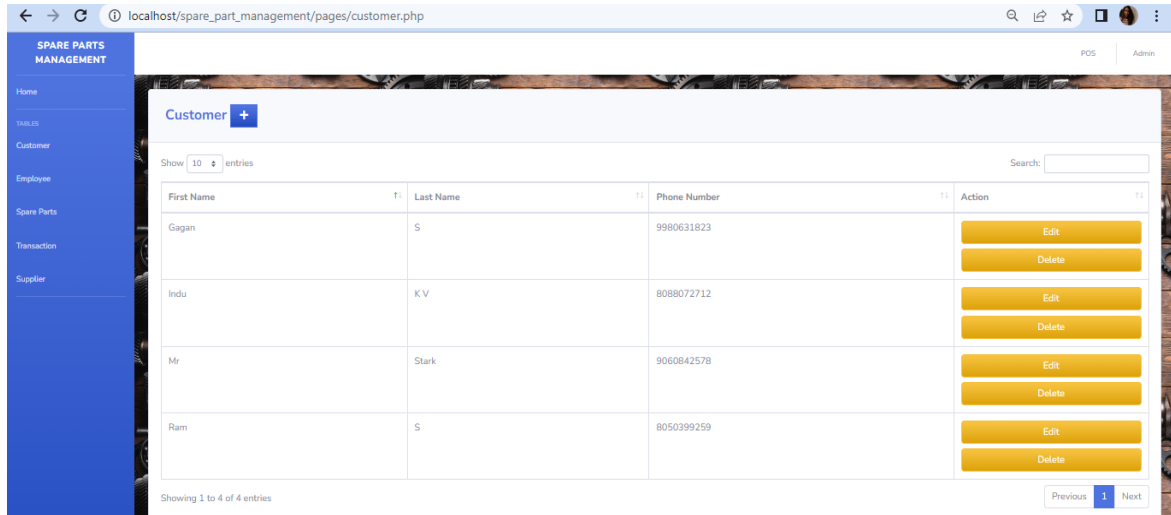 localhost/spare_part_management/pages/customer.php
SPARE PARTS
MANAGEMENT
POS Admin
Home
TABLES
Customer
Employee
Spare Parts
Transaction
Supplier
Customer +
Show 10 entries Search:
First Name Last Name Phone Number Action
Gagan S 9980631823 Edit
Delete
Indu K V 8088072712 Edit
Delete
Mr Stark 9060842578 Edit
Delete
Ram S 8050399259 Edit
Delete
Showing 1 to 4 of 4 entries Previous 1 Next